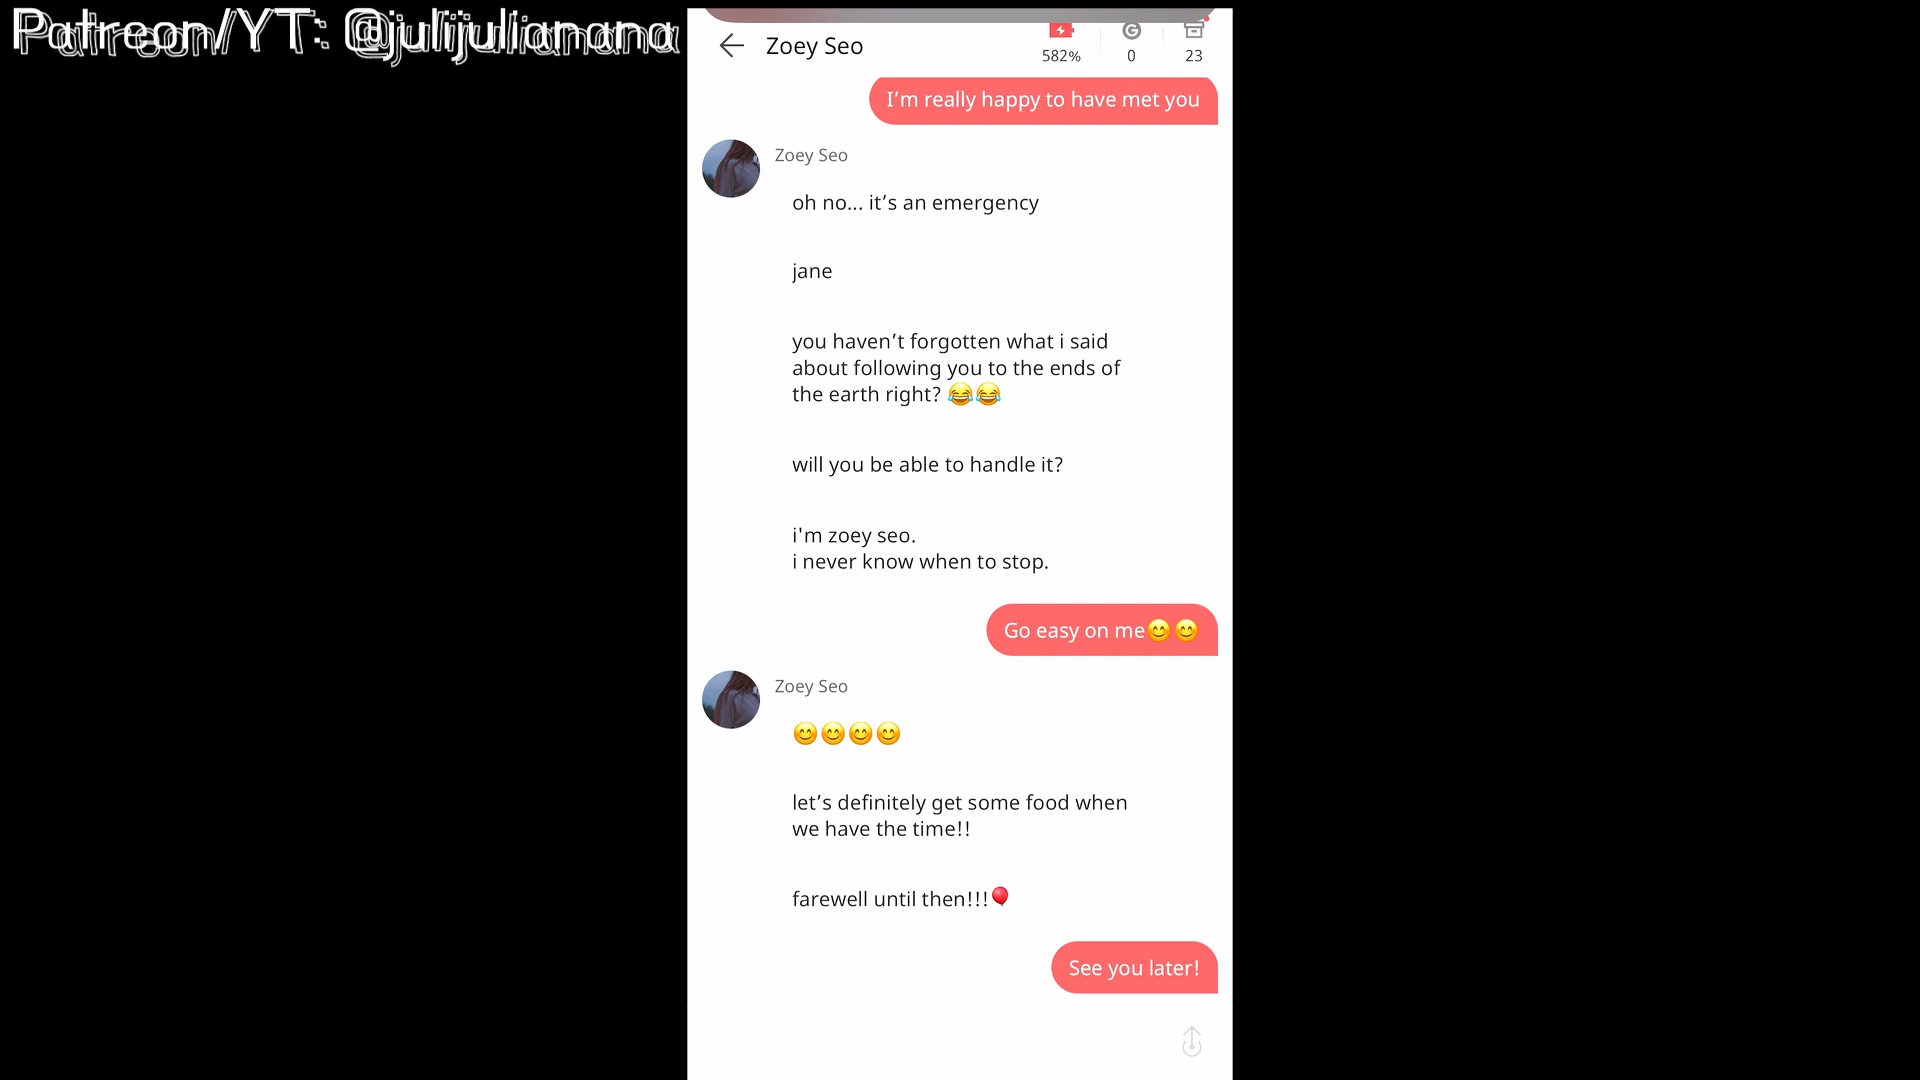 Patreon/YT: @julijulianana
Zoey Seo
582%
0
23
I’m really happy to have met you
Zoey Seo
oh no... it’s an emergency
jane
you haven’t forgotten what i said
about following you to the ends of
the earth right? 😂😂
will you be able to handle it?
i'm zoey seo.
i never know when to stop.
Go easy on me😊😊
Zoey Seo
😊😊😊😊
let’s definitely get some food when
we have the time!!
farewell until then!!!🎈
See you later!